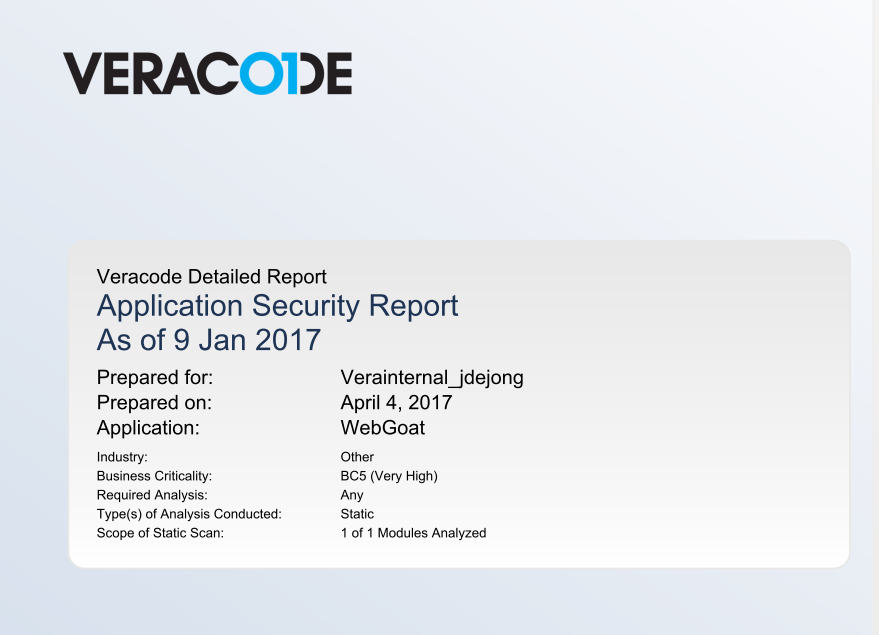 VERACODE
Veracode Detailed Report
Application Security Report
As of 9 Jan 2017
Prepared for: Verainternal_jdejong
Prepared on: April 4, 2017
Application: WebGoat
Industry: Other
Business Criticality: BC5 (Very High)
Required Analysis: Any
Type(s) of Analysis Conducted: Static
Scope of Static Scan: 1 of 1 Modules Analyzed